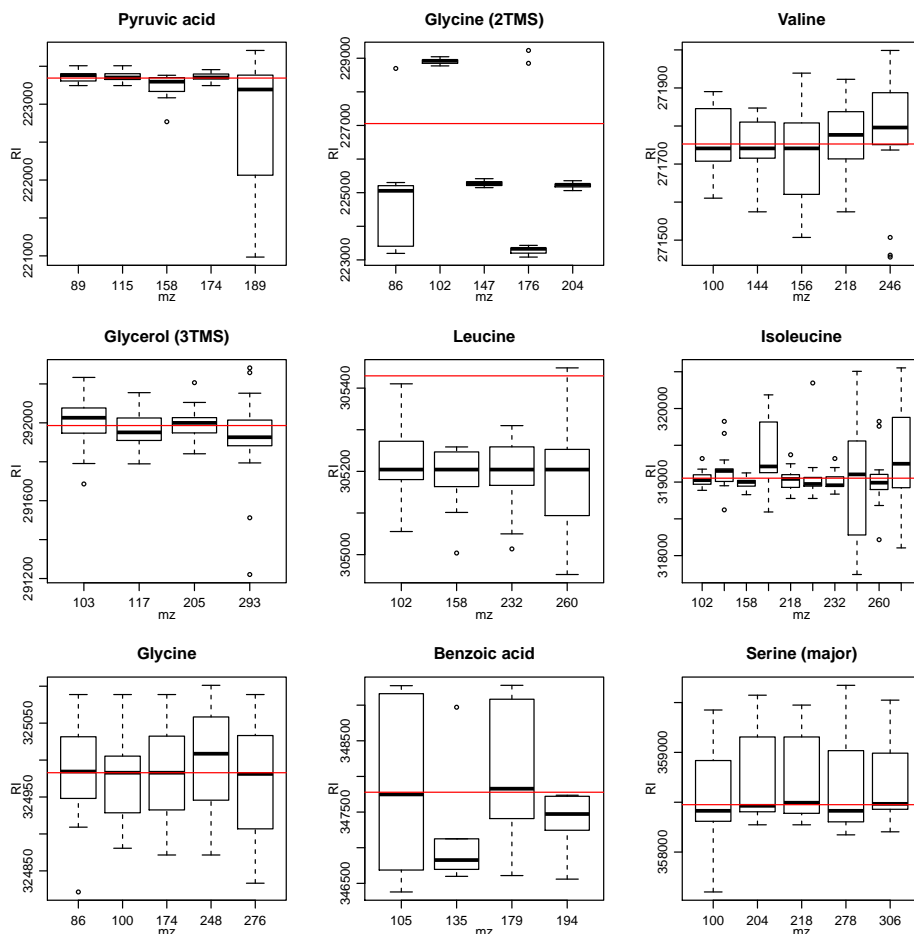 Pyruvic acid
RI
221000 222000 223000
89 115 158 174 189
mz
Glycine (2TMS)
RI
223000 225000 227000 229000
86 102 147 176 204
mz
Valine
RI
271500 271700 271900
100 144 156 218 246
mz
Glycerol (3TMS)
RI
291200 291600 292000
103 117 205 293
mz
Leucine
RI
305000 305200 305400
102 158 232 260
mz
Isoleucine
RI
318000 319000 320000
102 158 218 232 260
mz
Glycine
RI
324850 324950 325050
86 100 174 248 276
mz
Benzoic acid
RI
346500 347500 348500
105 135 179 194
mz
Serine (major)
RI
358000 359000
100 204 218 278 306
mz